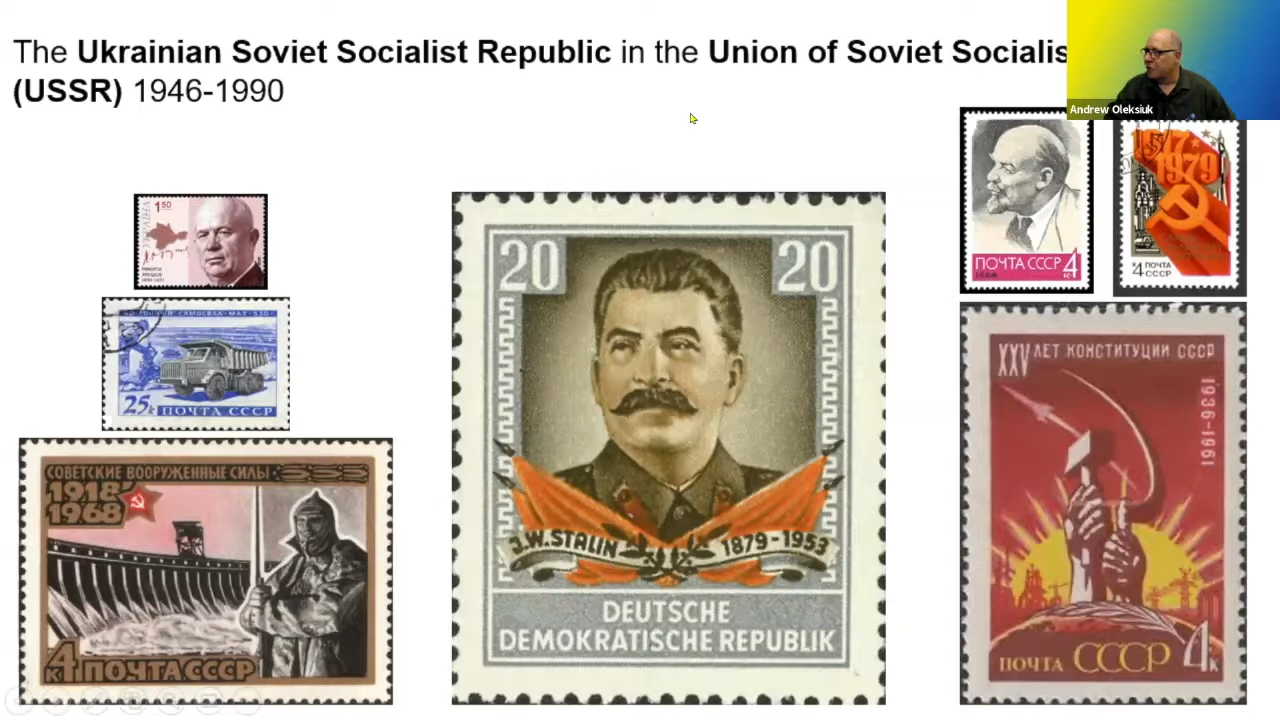 The Ukrainian Soviet Socialist Republic in the Union of Soviet Socialis
(USSR) 1946-1990
Andrew Oleksiuk
1 50
УКРАЇНА
25к ПОЧТА СССР
СОВЕТСКИЕ ВООРУЖЕННЫЕ СИЛЫ
1918
1968
4к ПОЧТА СССР
20 20
J.W.STALIN 1879-1953
DEUTSCHE
DEMOKRATISCHE REPUBLIK
ПОЧТА СССР 4к
1979
4к ПОЧТА
СССР
XXV ЛЕТ КОНСТИТУЦИИ СССР
1936-1961
ПОЧТА СССР 4к